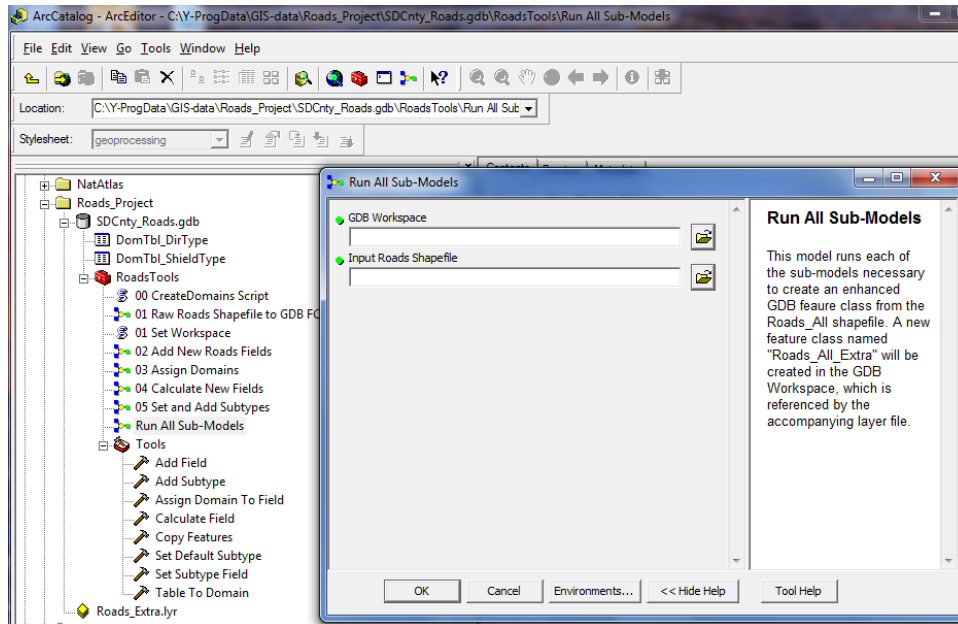 ArcCatalog - ArcEditor - C:\Y-ProgData\GIS-data\Roads_Project\SDCnty_Roads.gdb\RoadsTools\Run All Sub-Models
File Edit View Go Tools Window Help
Location: C:\Y-ProgData\GIS-data\Roads_Project\SDCnty_Roads.gdb\RoadsTools\Run All Sub
Stylesheet: geoprocessing
NatAtlas
Roads_Project
SDCnty_Roads.gdb
DomTbl_DirType
DomTbl_ShieldType
RoadsTools
00 CreateDomains Script
01 Raw Roads Shapefile to GDB FC
01 Set Workspace
02 Add New Roads Fields
03 Assign Domains
04 Calculate New Fields
05 Set and Add Subtypes
Run All Sub-Models
Tools
Add Field
Add Subtype
Assign Domain To Field
Calculate Field
Copy Features
Set Default Subtype
Set Subtype Field
Table To Domain
Roads_Extra.lyr
Run All Sub-Models
GDB Workspace
Input Roads Shapefile
Run All Sub-Models
This model runs each of
the sub-models necessary
to create an enhanced
GDB feaure class from the
Roads_All shapefile. A new
feature class named
"Roads_All_Extra" will be
created in the GDB
Workspace, which is
referenced by the
accompanying layer file.
OK Cancel Environments... << Hide Help Tool Help